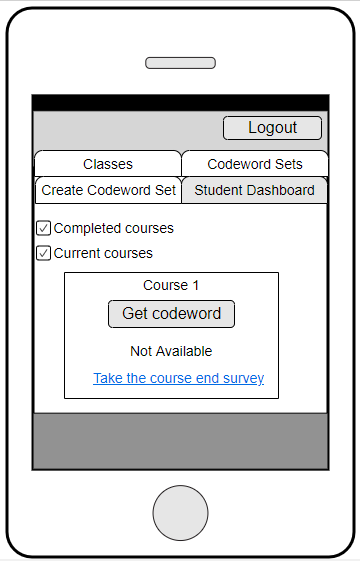 Logout
Classes
Codeword Sets
Create Codeword Set
Student Dashboard
Completed courses
Current courses
Course 1
Get codeword
Not Available
Take the course end survey